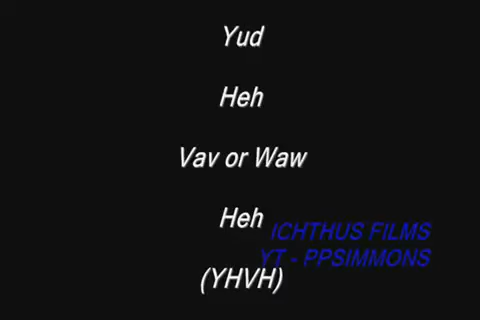 Yud
Heh
Vav or Waw
Heh
ICHTHUS FILMS
YT - PPSIMMONS
(YHVH)